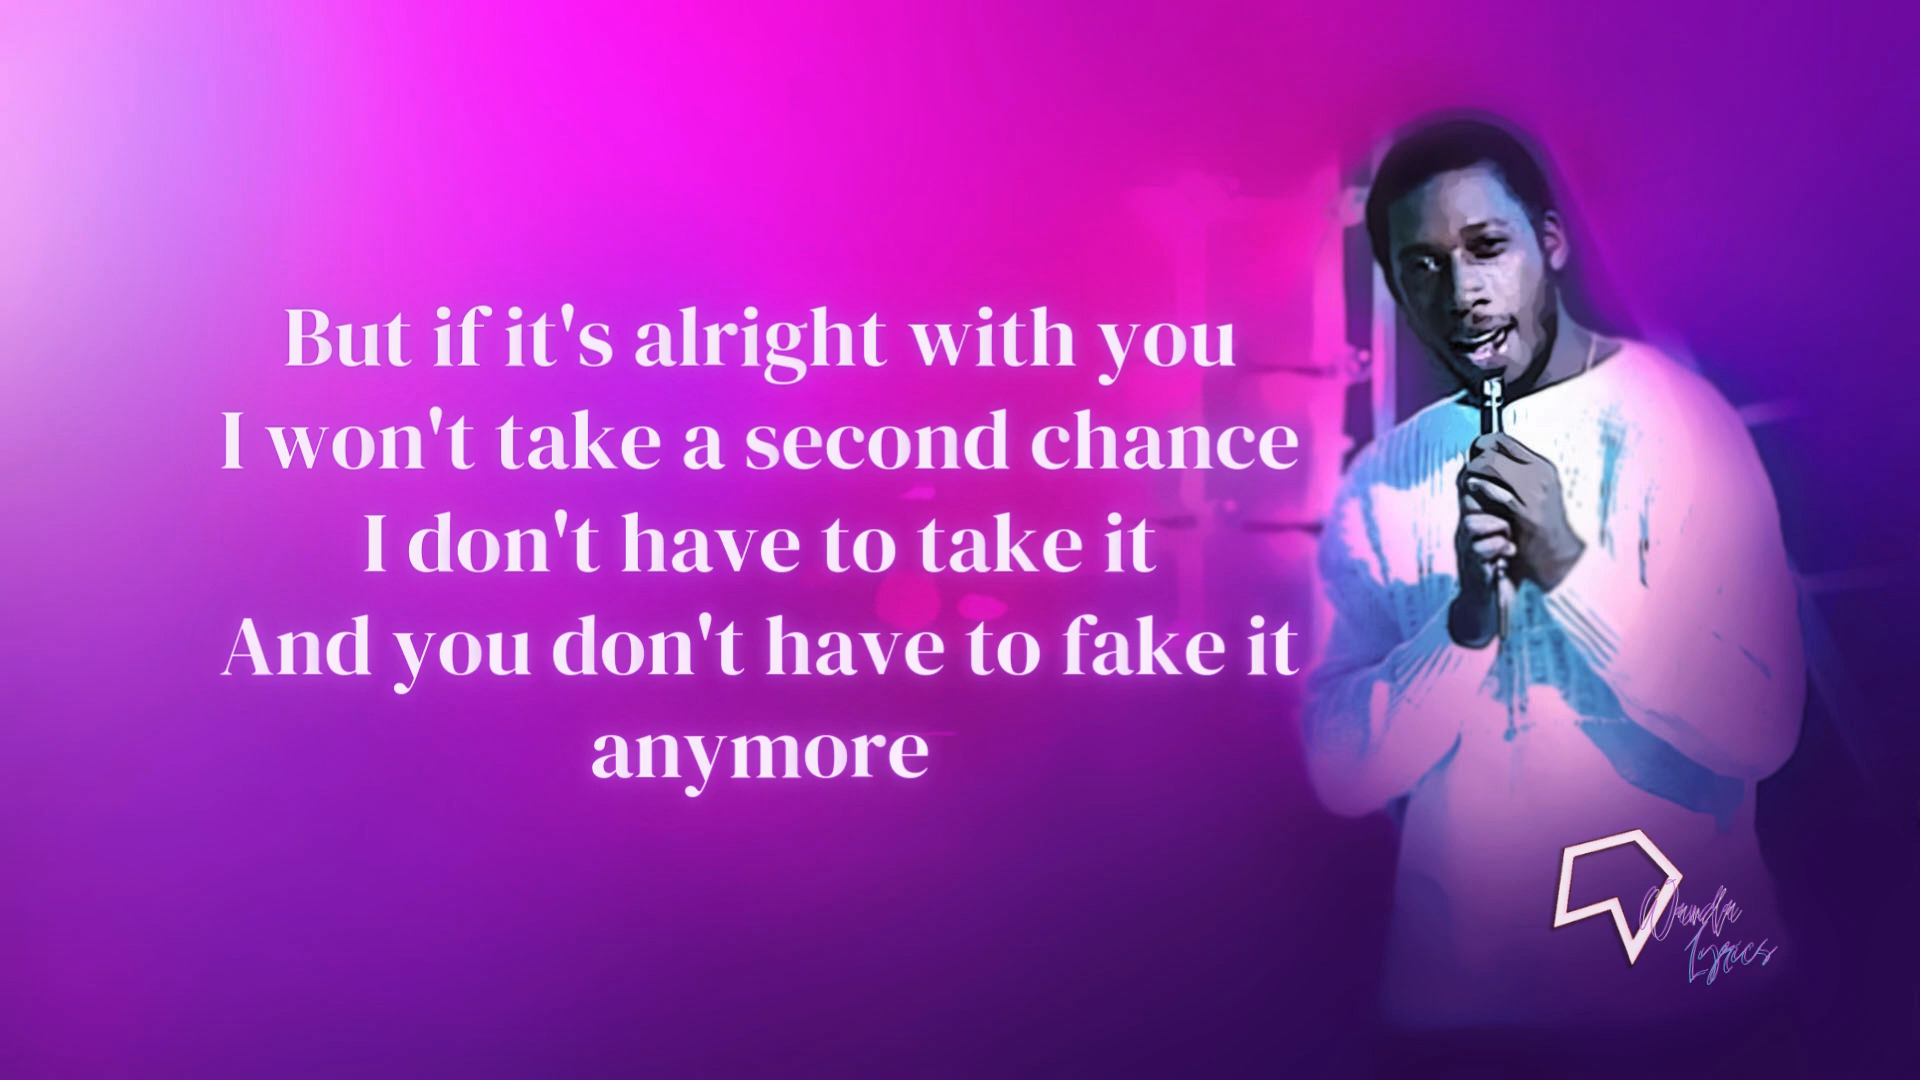 But if it's alright with you
I won't take a second chance
I don't have to take it
And you don't have to fake it
anymore
Lyrics